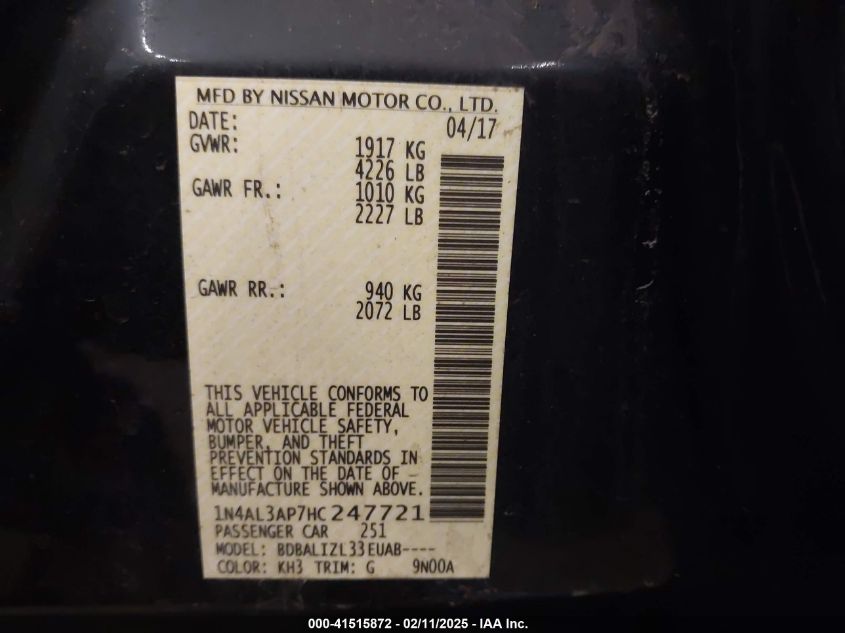 MFD BY NISSAN MOTOR CO., LTD.
DATE: 04/17
GVWR: 1917 KG
4226 LB
GAWR FR.: 1010 KG
2227 LB
GAWR RR.: 940 KG
2072 LB
THIS VEHICLE CONFORMS TO
ALL APPLICABLE FEDERAL
MOTOR VEHICLE SAFETY,
BUMPER, AND THEFT
PREVENTION STANDARDS IN
EFFECT ON THE DATE OF
MANUFACTURE SHOWN ABOVE.
1N4AL3AP7HC247721
PASSENGER CAR 251
MODEL: BDBALIZL33EUAB----
COLOR: KH3 TRIM: G 9N00A
000-41515872 - 02/11/2025 - IAA Inc.